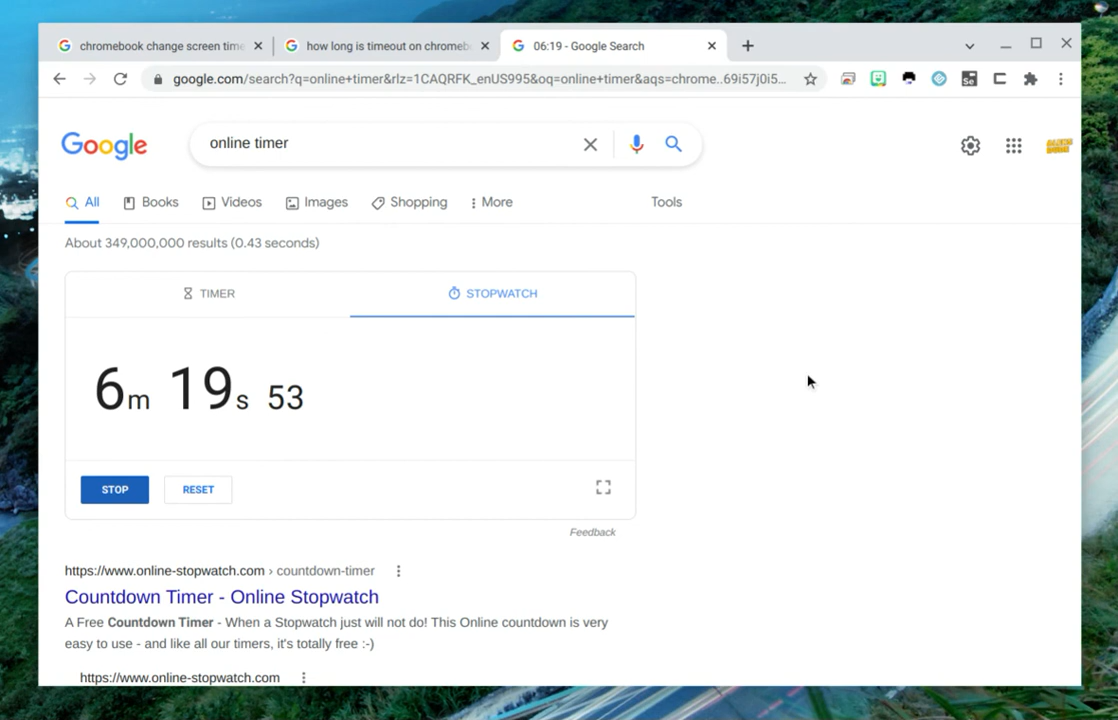 chromebook change screen time
how long is timeout on chromeb
06:19 - Google Search
google.com/search?q=online+timer&rlz=1CAQRFK_enUS995&oq=online+timer&aqs=chrome..69i57j0i5...
Se
Google
online timer
All
Books
Videos
Images
Shopping
More
Tools
About 349,000,000 results (0.43 seconds)
TIMER
STOPWATCH
6m 19s 53
STOP
RESET
Feedback
https://www.online-stopwatch.com › countdown-timer
Countdown Timer - Online Stopwatch
A Free Countdown Timer - When a Stopwatch just will not do! This Online countdown is very
easy to use - and like all our timers, it's totally free :-)
https://www.online-stopwatch.com